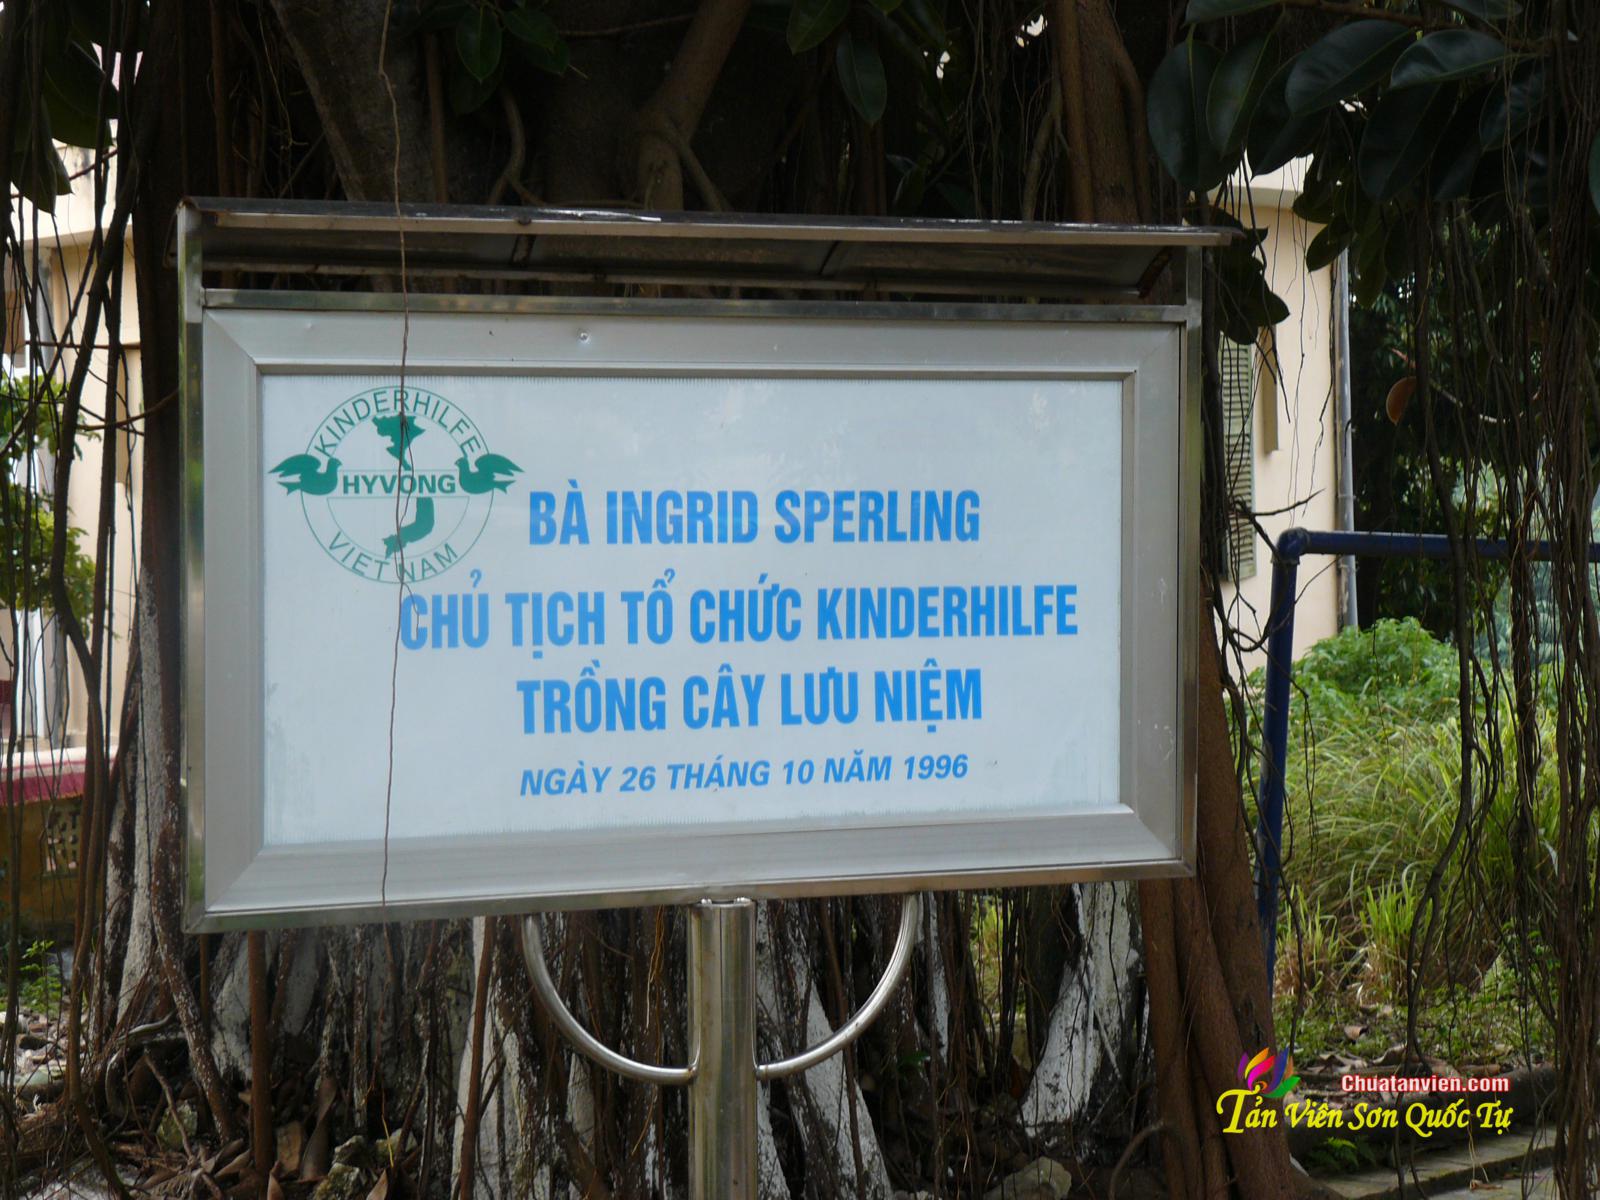 KINDERHILFE
HYVONG
VIETNAM
BÀ INGRID SPERLING
CHỦ TỊCH TỔ CHỨC KINDERHILFE
TRỒNG CÂY LƯU NIỆM
NGÀY 26 THÁNG 10 NĂM 1996
Chuatanvien.com
Tản Viên Sơn Quốc Tự